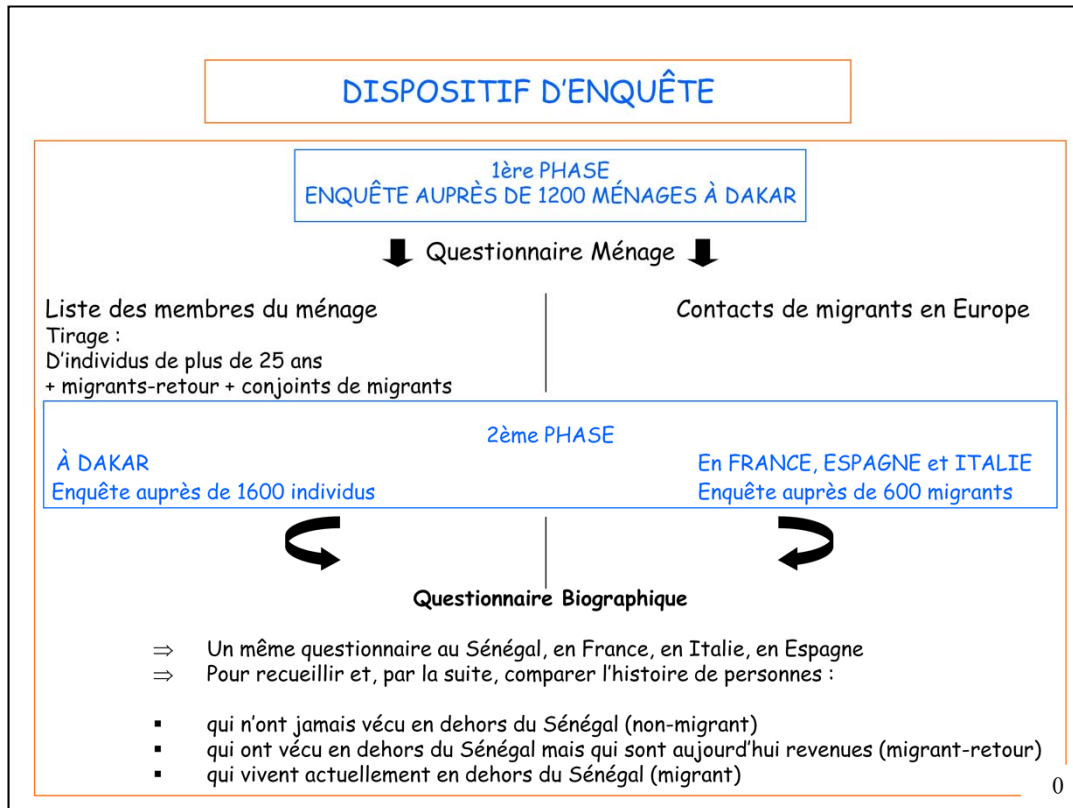 DISPOSITIF D'ENQUÊTE
1ère PHASE
ENQUÊTE AUPRÈS DE 1200 MÉNAGES À DAKAR
Questionnaire Ménage
Liste des membres du ménage
Tirage :
D'individus de plus de 25 ans
+ migrants-retour + conjoints de migrants
Contacts de migrants en Europe
2ème PHASE
À DAKAR
Enquête auprès de 1600 individus
En FRANCE, ESPAGNE et ITALIE
Enquête auprès de 600 migrants
Questionnaire Biographique
⇒ Un même questionnaire au Sénégal, en France, en Italie, en Espagne
⇒ Pour recueillir et, par la suite, comparer l'histoire de personnes :
▪ qui n'ont jamais vécu en dehors du Sénégal (non-migrant)
▪ qui ont vécu en dehors du Sénégal mais qui sont aujourd'hui revenues (migrant-retour)
▪ qui vivent actuellement en dehors du Sénégal (migrant)
0